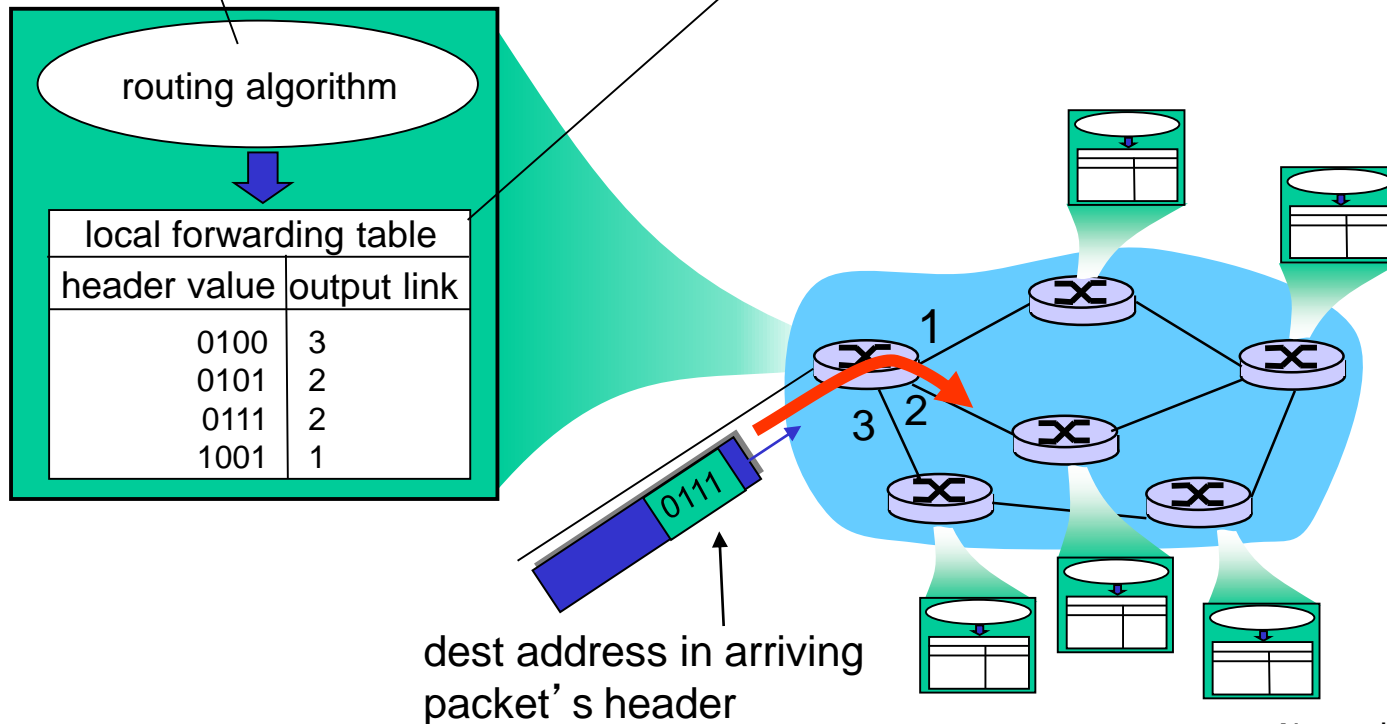 routing algorithm
local forwarding table
header value output link
0100 3
0101 2
0111 2
1001 1
1
2
3
0111
dest address in arriving
packet’s header